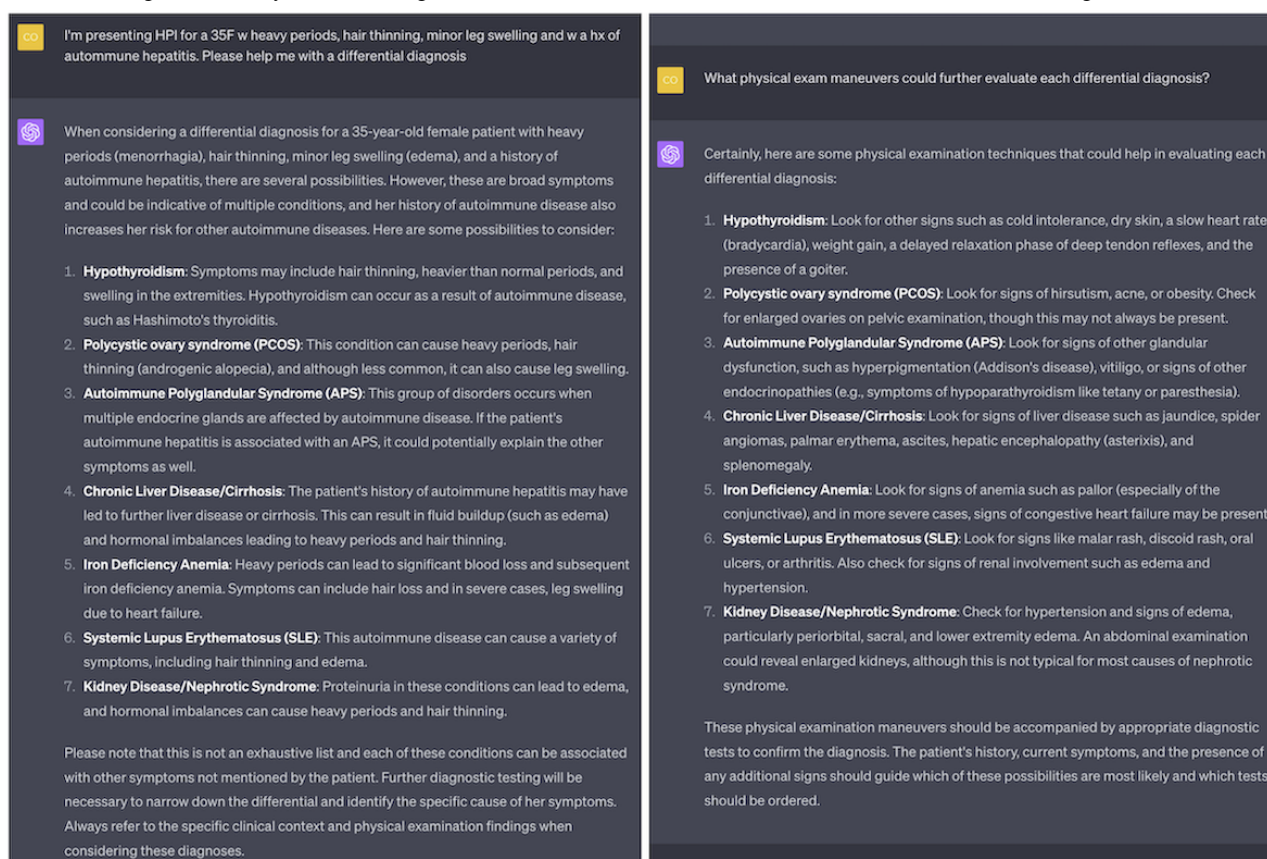 CO
I'm presenting HPI for a 35F w heavy periods, hair thinning, minor leg swelling and w a hx of
autommune hepatitis. Please help me with a differential diagnosis
When considering a differential diagnosis for a 35-year-old female patient with heavy
periods (menorrhagia), hair thinning, minor leg swelling (edema), and a history of
autoimmune hepatitis, there are several possibilities. However, these are broad symptoms
and could be indicative of multiple conditions, and her history of autoimmune disease also
increases her risk for other autoimmune diseases. Here are some possibilities to consider:
1. Hypothyroidism: Symptoms may include hair thinning, heavier than normal periods, and
swelling in the extremities. Hypothyroidism can occur as a result of autoimmune disease,
such as Hashimoto's thyroiditis.
2. Polycystic ovary syndrome (PCOS): This condition can cause heavy periods, hair
thinning (androgenic alopecia), and although less common, it can also cause leg swelling.
3. Autoimmune Polyglandular Syndrome (APS): This group of disorders occurs when
multiple endocrine glands are affected by autoimmune disease. If the patient's
autoimmune hepatitis is associated with an APS, it could potentially explain the other
symptoms as well.
4. Chronic Liver Disease/Cirrhosis: The patient's history of autoimmune hepatitis may have
led to further liver disease or cirrhosis. This can result in fluid buildup (such as edema)
and hormonal imbalances leading to heavy periods and hair thinning.
5. Iron Deficiency Anemia: Heavy periods can lead to significant blood loss and subsequent
iron deficiency anemia. Symptoms can include hair loss and in severe cases, leg swelling
due to heart failure.
6. Systemic Lupus Erythematosus (SLE): This autoimmune disease can cause a variety of
symptoms, including hair thinning and edema.
7. Kidney Disease/Nephrotic Syndrome: Proteinuria in these conditions can lead to edema,
and hormonal imbalances can cause heavy periods and hair thinning.
Please note that this is not an exhaustive list and each of these conditions can be associated
with other symptoms not mentioned by the patient. Further diagnostic testing will be
necessary to narrow down the differential and identify the specific cause of her symptoms.
Always refer to the specific clinical context and physical examination findings when
considering these diagnoses.
CO
What physical exam maneuvers could further evaluate each differential diagnosis?
Certainly, here are some physical examination techniques that could help in evaluating each
differential diagnosis:
1. Hypothyroidism: Look for other signs such as cold intolerance, dry skin, a slow heart rate
(bradycardia), weight gain, a delayed relaxation phase of deep tendon reflexes, and the
presence of a goiter.
2. Polycystic ovary syndrome (PCOS): Look for signs of hirsutism, acne, or obesity. Check
for enlarged ovaries on pelvic examination, though this may not always be present.
3. Autoimmune Polyglandular Syndrome (APS): Look for signs of other glandular
dysfunction, such as hyperpigmentation (Addison's disease), vitiligo, or signs of other
endocrinopathies (e.g., symptoms of hypoparathyroidism like tetany or paresthesia).
4. Chronic Liver Disease/Cirrhosis: Look for signs of liver disease such as jaundice, spider
angiomas, palmar erythema, ascites, hepatic encephalopathy (asterixis), and
splenomegaly.
5. Iron Deficiency Anemia: Look for signs of anemia such as pallor (especially of the
conjunctivae), and in more severe cases, signs of congestive heart failure may be present
6. Systemic Lupus Erythematosus (SLE): Look for signs like malar rash, discoid rash, oral
ulcers, or arthritis. Also check for signs of renal involvement such as edema and
hypertension.
7. Kidney Disease/Nephrotic Syndrome: Check for hypertension and signs of edema,
particularly periorbital, sacral, and lower extremity edema. An abdominal examination
could reveal enlarged kidneys, although this is not typical for most causes of nephrotic
syndrome.
These physical examination maneuvers should be accompanied by appropriate diagnostic
tests to confirm the diagnosis. The patient's history, current symptoms, and the presence of
any additional signs should guide which of these possibilities are most likely and which tests
should be ordered.